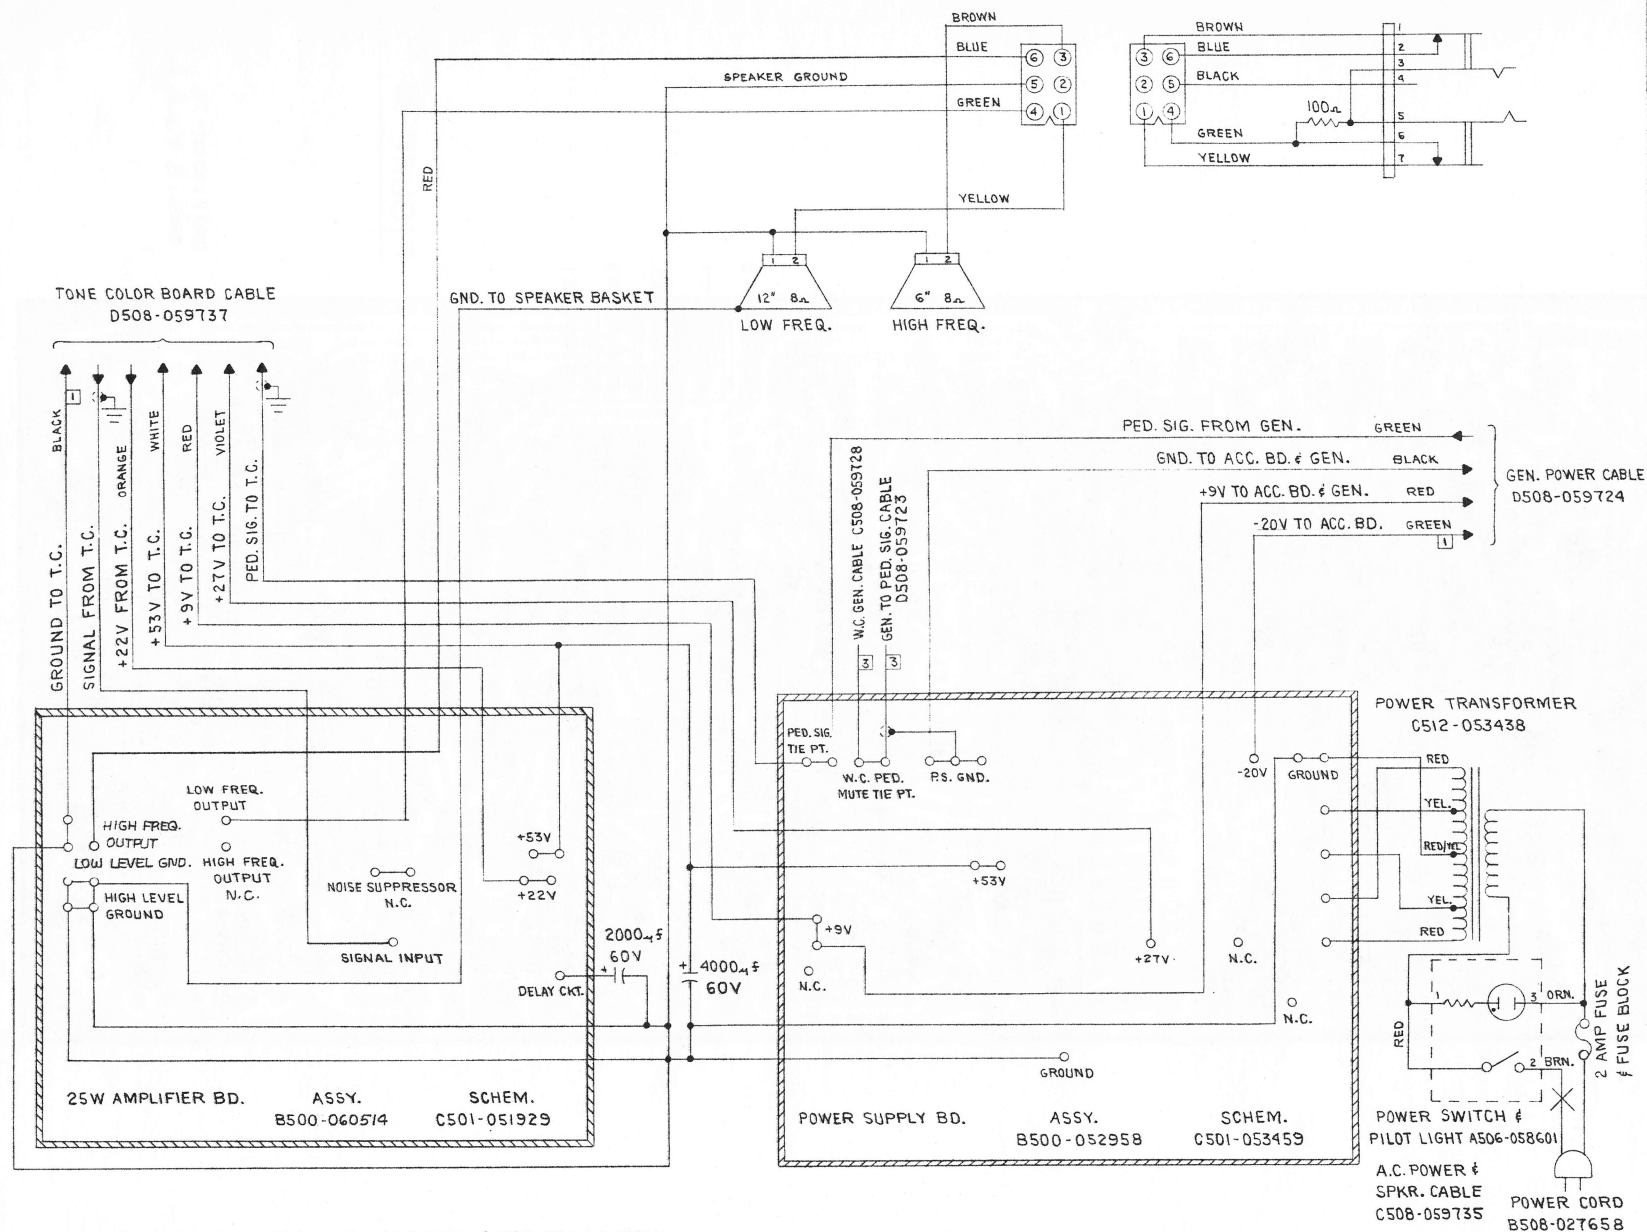 BROWN
BLUE
SPEAKER GROUND
GREEN
6 3
5 2
4 1
YELLOW
RED
BROWN
BLUE
BLACK
100Ω
GREEN
YELLOW
3 6
2 5
1 4
1
2
3
4
5
6
7
1 2
12" 8Ω
LOW FREQ.
1 2
6" 8Ω
HIGH FREQ.
GND. TO SPEAKER BASKET
TONE COLOR BOARD CABLE
D508-059737
1
GROUND TO T.C. BLACK
SIGNAL FROM T.C.
+22V FROM T.C. ORANGE
+53V TO T.C. WHITE
+9V TO T.C. RED
+27V TO T.C. VIOLET
PED. SIG. TO T.C.
PED. SIG. FROM GEN. GREEN
GND. TO ACC. BD. & GEN. BLACK
+9V TO ACC. BD. & GEN. RED
-20V TO ACC. BD. GREEN
1
GEN. POWER CABLE
D508-059724
W.C. GEN. CABLE C508-059728
GEN. TO PED. SIG. CABLE
D508-059723
3
3
LOW FREQ.
OUTPUT
HIGH FREQ.
OUTPUT
LOW LEVEL GND.
HIGH FREQ.
OUTPUT
N.C.
HIGH LEVEL
GROUND
NOISE SUPPRESSOR
N.C.
+53V
+22V
SIGNAL INPUT
DELAY CKT.
2000µf
60V
+
+
4000µf
60V
25W AMPLIFIER BD.
ASSY.
B500-060514
SCHEM.
C501-051929
PED. SIG.
TIE PT.
W.C. PED.
MUTE TIE PT.
P.S. GND.
-20V
GROUND
+53V
+9V
N.C.
+27V
N.C.
N.C.
GROUND
POWER SUPPLY BD.
ASSY.
B500-052958
SCHEM.
C501-053459
POWER TRANSFORMER
C512-053438
RED
YEL.
RED/YEL
YEL.
RED
1
3 ORN.
RED
2 BRN.
2 AMP FUSE
& FUSE BLOCK
POWER SWITCH &
PILOT LIGHT A506-058601
A.C. POWER &
SPKR. CABLE
C508-059735
POWER CORD
B508-027658